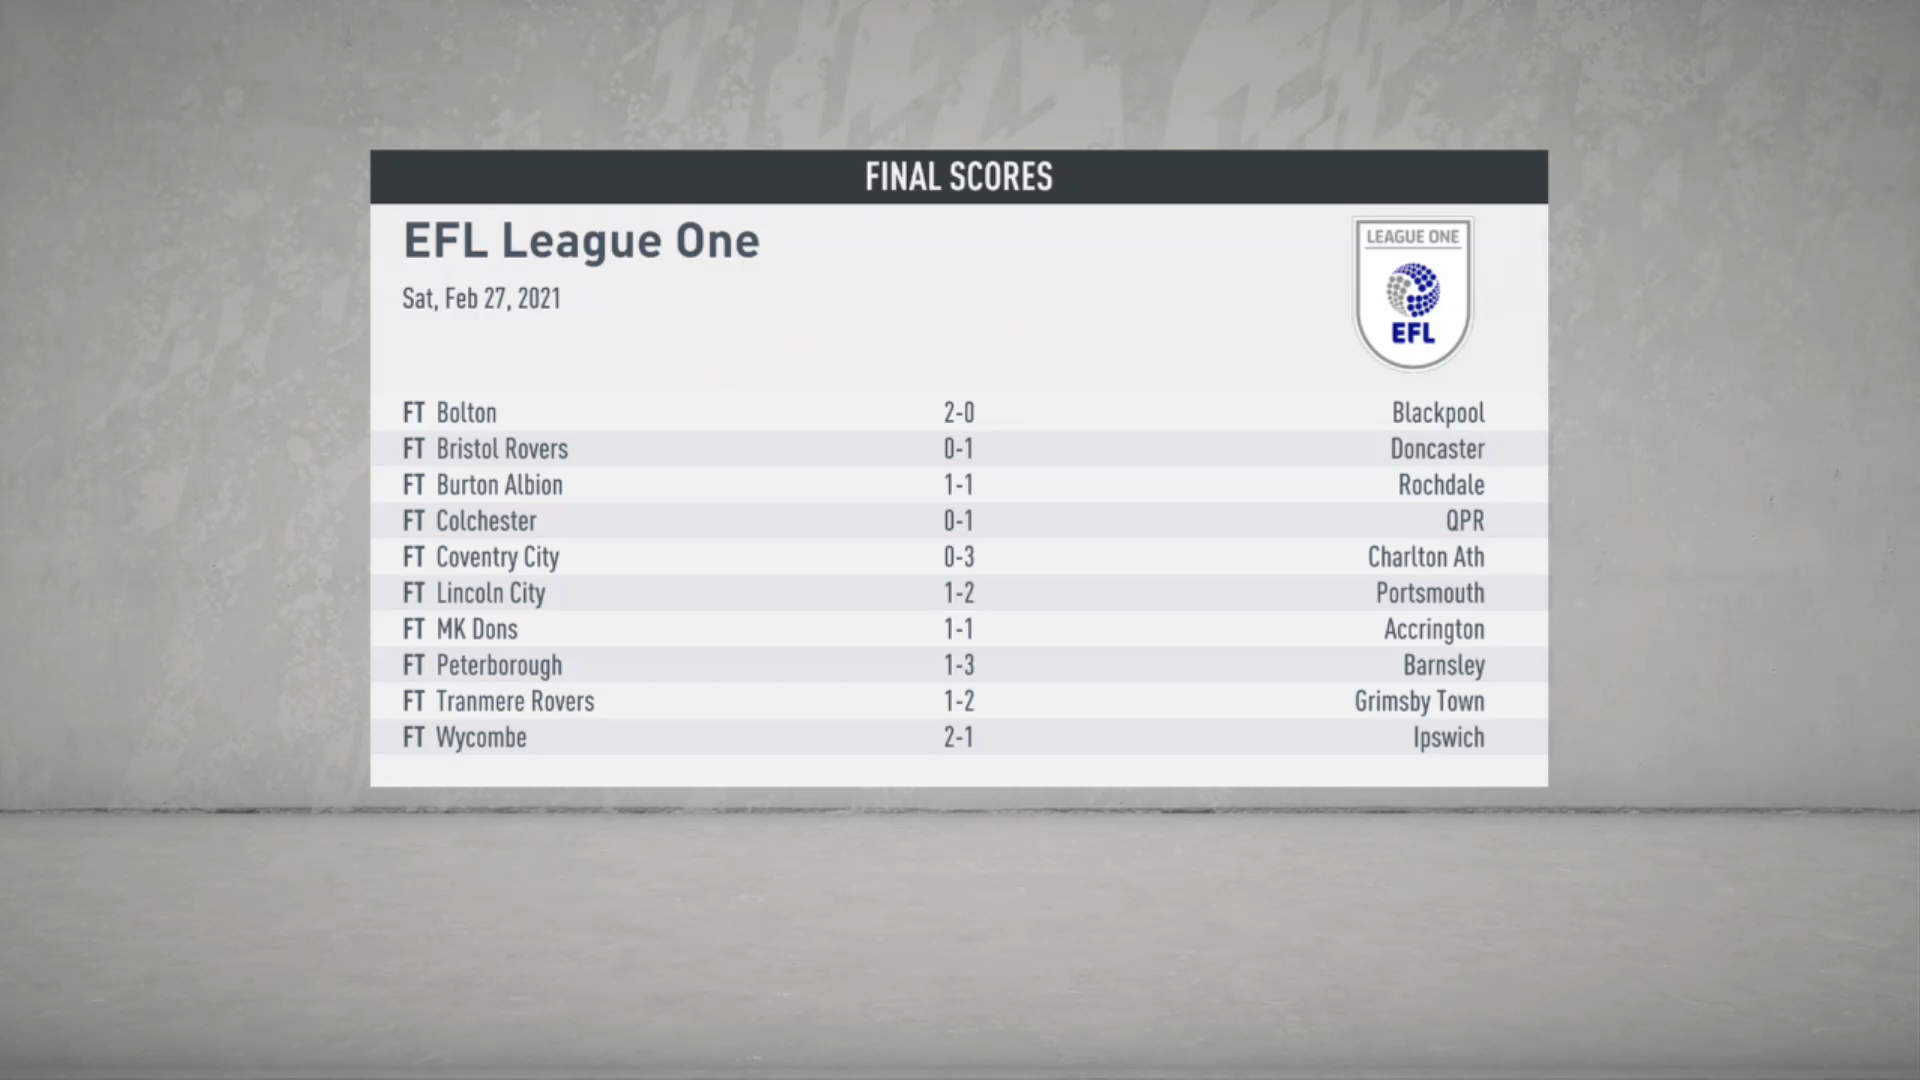 FINAL SCORES
EFL League One
LEAGUE ONE
EFL
Sat, Feb 27, 2021
FT Bolton 2-0 Blackpool
FT Bristol Rovers 0-1 Doncaster
FT Burton Albion 1-1 Rochdale
FT Colchester 0-1 QPR
FT Coventry City 0-3 Charlton Ath
FT Lincoln City 1-2 Portsmouth
FT MK Dons 1-1 Accrington
FT Peterborough 1-3 Barnsley
FT Tranmere Rovers 1-2 Grimsby Town
FT Wycombe 2-1 Ipswich